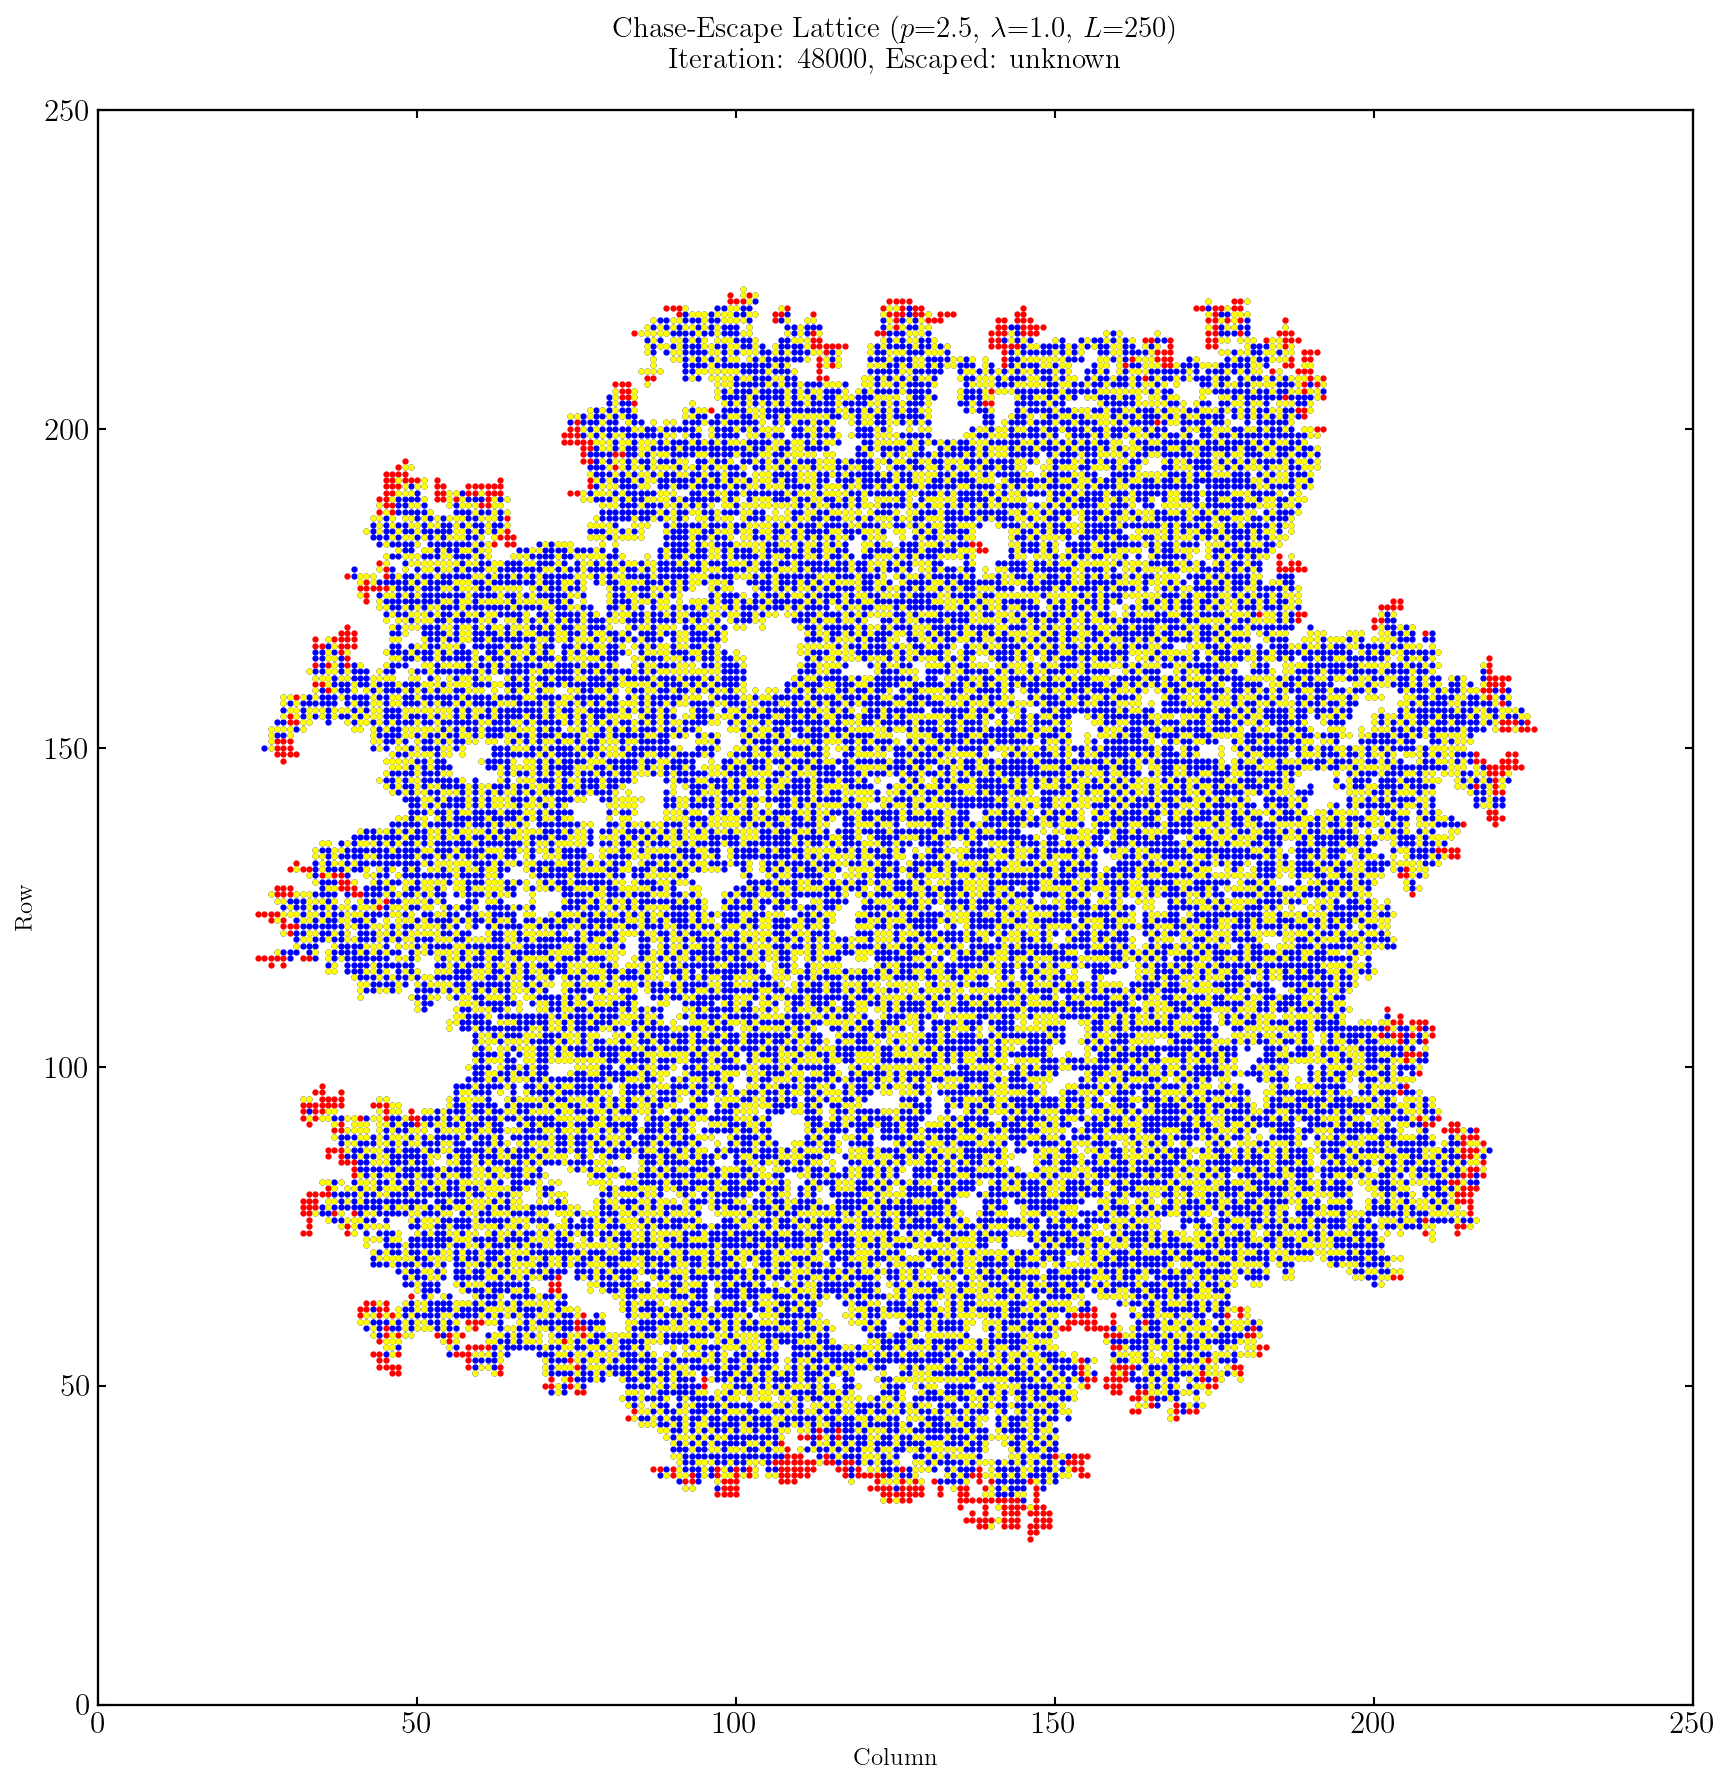 Chase-Escape Lattice (p=2.5, λ=1.0, L=250)
Iteration: 48000, Escaped: unknown
250
200
150
100
50
0
Row
0 50 100 150 200 250
Column